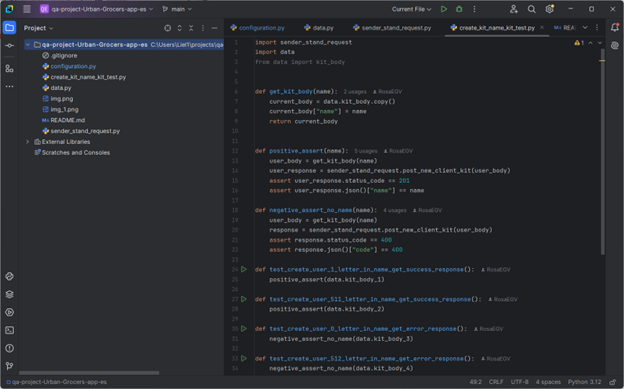 qa-project-Urban-Grocers-app-es
main
Current File
Project
configuration.py
data.py
sender_stand_request.py
create_kit_name_kit_test.py
qa-project-Urban-Grocers-app-es C:\Users\LielT\projects\qa
.gitignore
configuration.py
create_kit_name_kit_test.py
data.py
img.png
img_1.png
README.md
sender_stand_request.py
External Libraries
Scratches and Consoles
1
1 import sender_stand_request
2 import data
3 from data import kit_body
4
5
6 def get_kit_body(name): 2 usages RosaEGV
7 current_body = data.kit_body.copy()
8 current_body["name"] = name
9 return current_body
10
11
12 def positive_assert(name): 5 usages RosaEGV
13 user_body = get_kit_body(name)
14 user_response = sender_stand_request.post_new_client_kit(user_body)
15 assert user_response.status_code == 201
16 assert user_response.json()["name"] == name
17
18 def negative_assert_no_name(name): 4 usages RosaEGV
19 user_body = get_kit_body(name)
20 response = sender_stand_request.post_new_client_kit(user_body)
21 assert response.status_code == 400
22 assert response.json()["code"] == 400
23
24 def test_create_user_1_letter_in_name_get_success_response(): RosaEGV
25 positive_assert(data.kit_body_1)
26
27 def test_create_user_511_letter_in_name_get_success_response(): RosaEGV
28 positive_assert(data.kit_body_2)
29
30 def test_create_user_0_letter_in_name_get_error_response(): RosaEGV
31 negative_assert_no_name(data.kit_body_3)
32
33 def test_create_user_512_letter_in_name_get_error_response(): RosaEGV
34 negative_assert_no_name(data.kit_body_4)
qa-project-Urban-Grocers-app-es
49:2 CRLF UTF-8 4 spaces Python 3.12